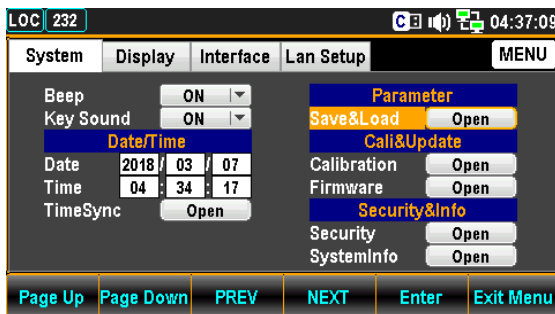 LOC 232 C 04:37:09
System Display Interface Lan Setup MENU
Beep ON
Key Sound ON
Date/Time
Date 2018 / 03 / 07
Time 04 : 34 : 17
TimeSync Open
Parameter
Save&Load Open
Cali&Update
Calibration Open
Firmware Open
Security&Info
Security Open
SystemInfo Open
Page Up Page Down PREV NEXT Enter Exit Menu